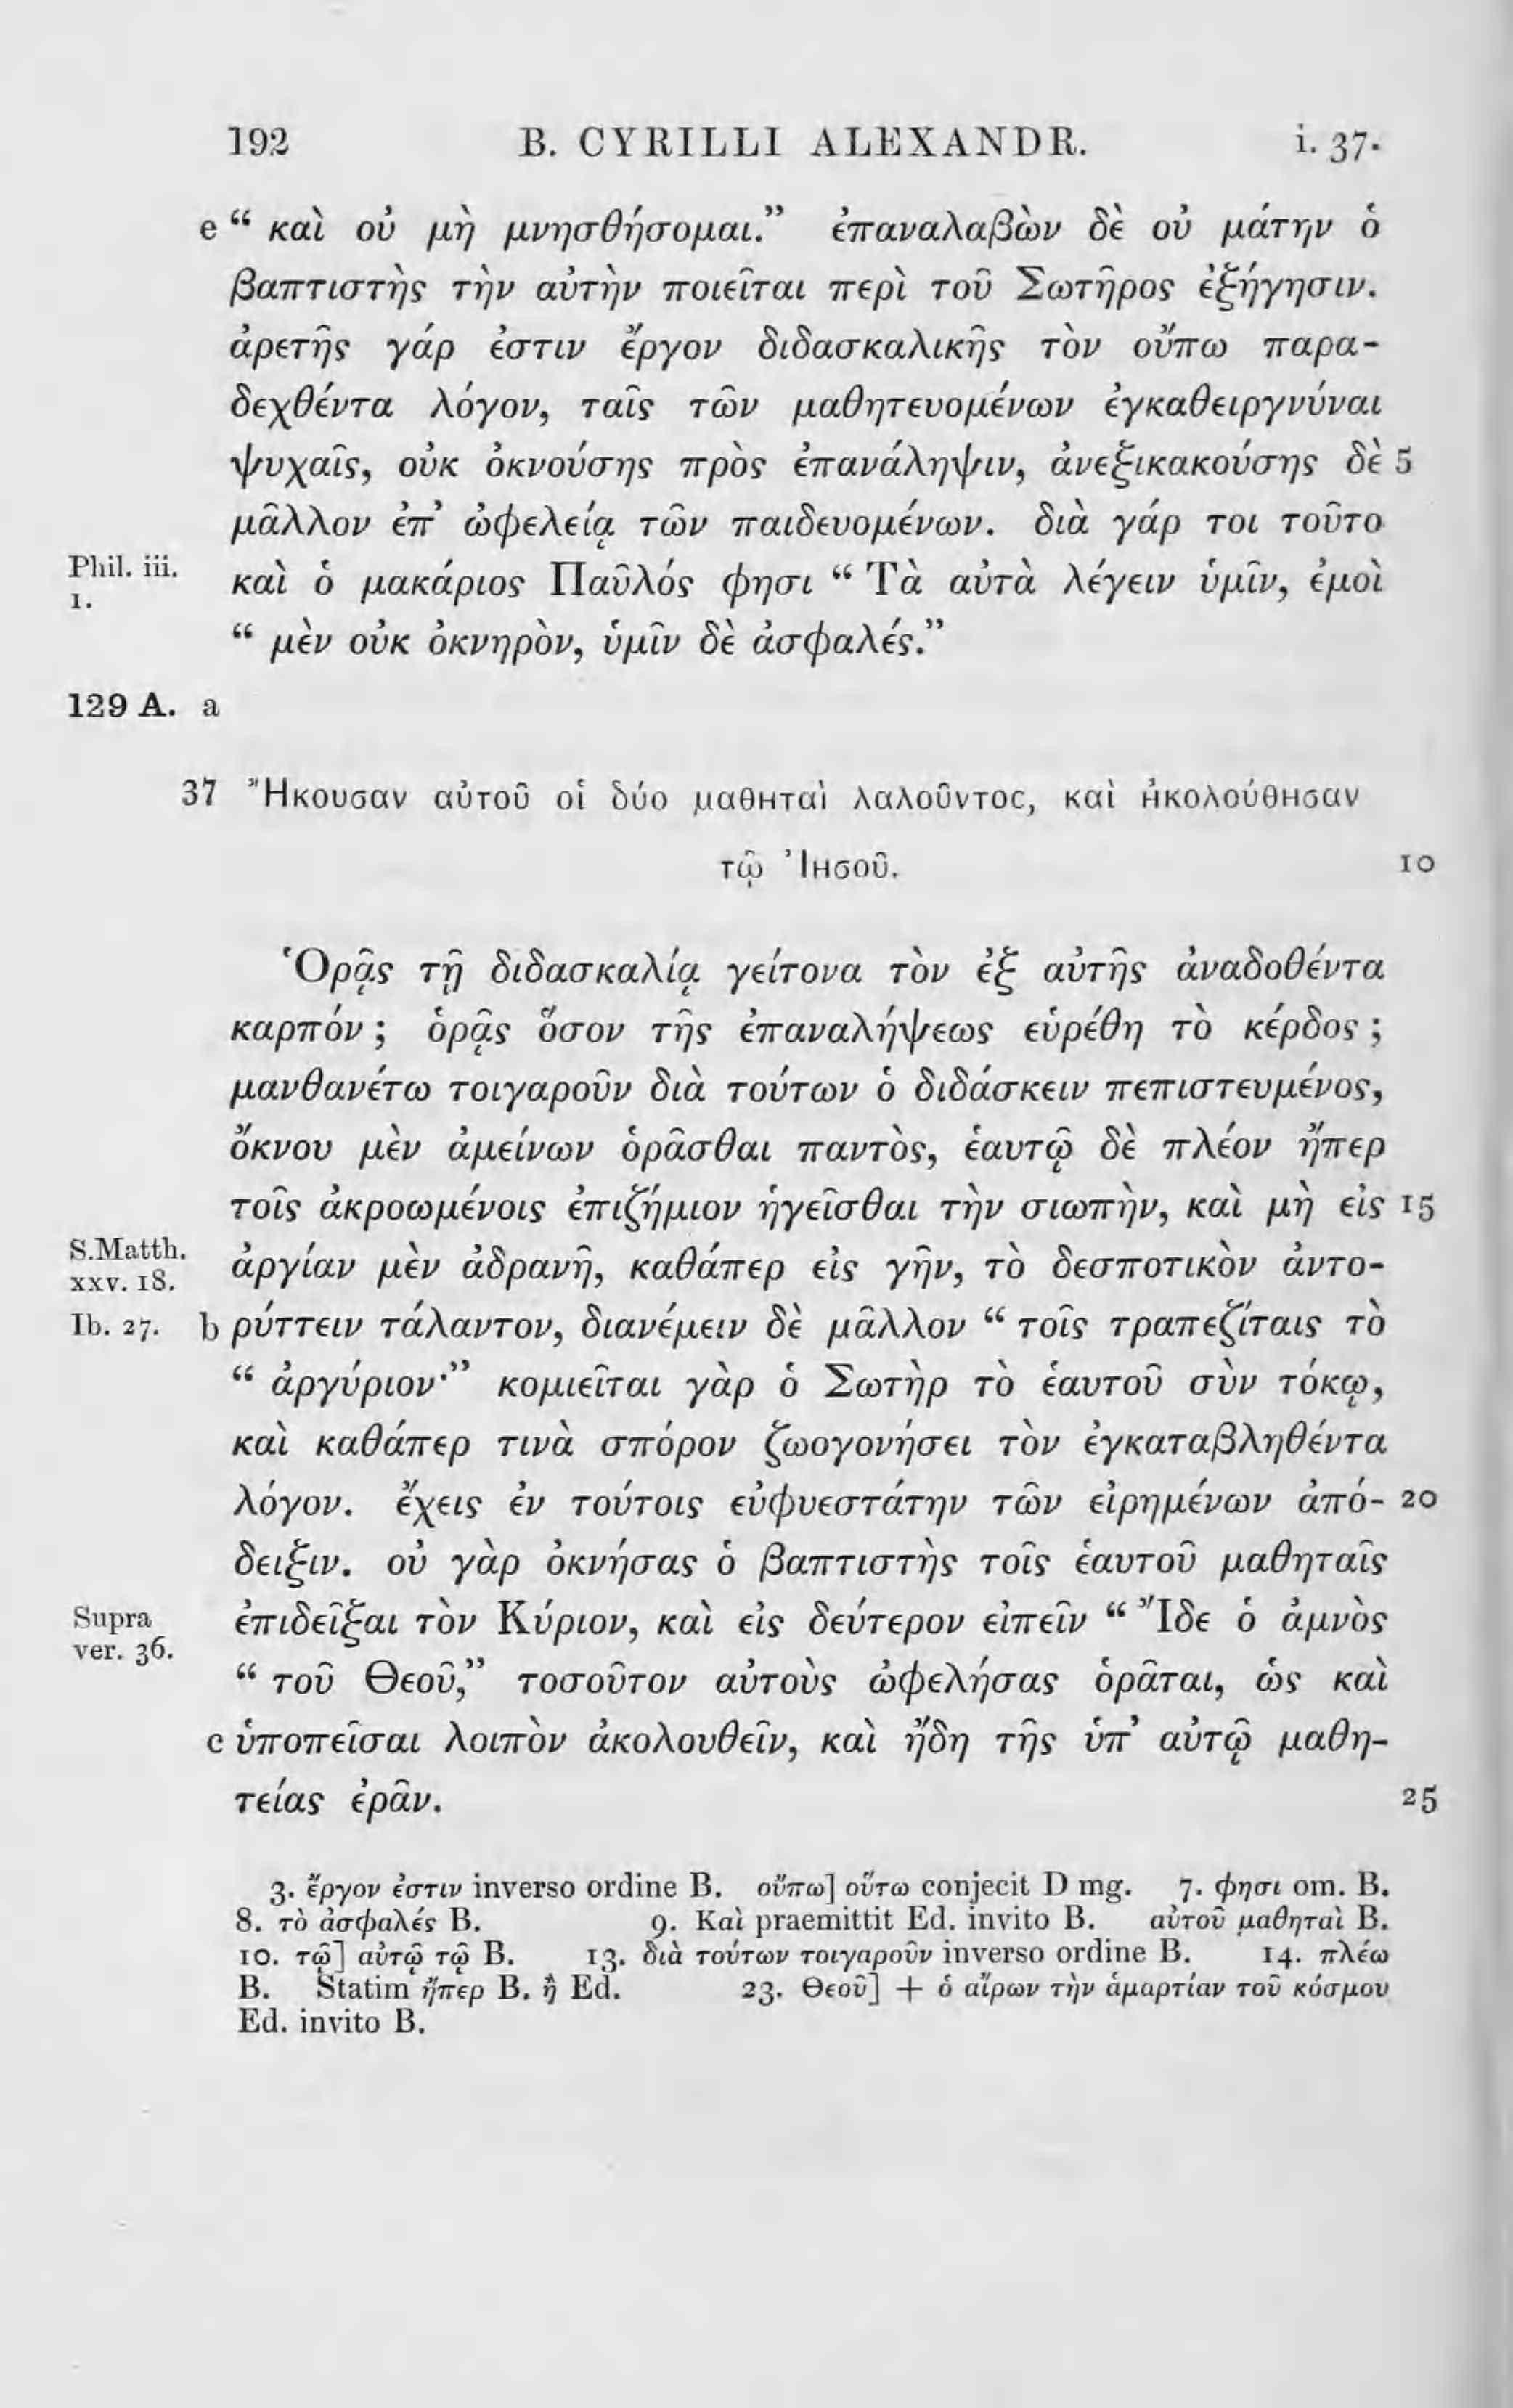 192 B. CYRILLI ALEXANDR. i. 37.
e “ καὶ οὐ μὴ μνησθήσομαι.” ἐπαναλαβὼν δὲ οὐ μάτην ὁ
βαπτιστὴς τὴν αὐτὴν ποιεῖται περὶ τοῦ Σωτῆρος ἐξήγησιν.
ἀρετῆς γάρ ἐστιν ἔργον διδασκαλικῆς τὸν οὔπω παρα-
δεχθέντα λόγον, ταῖς τῶν μαθητευομένων ἐγκαθειργνύναι
ψυχαῖς, οὐκ ὀκνούσης πρὸς ἐπανάληψιν, ἀνεξικακούσης δὲ 5
μᾶλλον ἐπ’ ὠφελείᾳ τῶν παιδευομένων. διὰ γάρ τοι τοῦτο
Phil. iii. 1. καὶ ὁ μακάριος Παῦλός φησι “ Τὰ αὐτὰ λέγειν ὑμῖν, ἐμοὶ
“ μὲν οὐκ ὀκνηρὸν, ὑμῖν δὲ ἀσφαλές.”
129 A. a
37 Ἤκουσαν αὐτοῦ οἱ δύο μαθηταὶ λαλοῦντος, καὶ ἠκολούθησαν
τῷ Ἰησοῦ. 10
Ὁρᾷς τῇ διδασκαλίᾳ γείτονα τὸν ἐξ αὐτῆς ἀναδοθέντα
καρπόν ; ὁρᾷς ὅσον τῆς ἐπαναλήψεως εὑρέθη τὸ κέρδος ;
μανθανέτω τοιγαροῦν διὰ τούτων ὁ διδάσκειν πεπιστευμένος,
ὄκνου μὲν ἀμείνων ὁρᾶσθαι παντὸς, ἑαυτῷ δὲ πλέον ἤπερ
τοῖς ἀκροωμένοις ἐπιζήμιον ἡγεῖσθαι τὴν σιωπὴν, καὶ μὴ εἰς 15
S.Matth. xxv. 18. ἀργίαν μὲν ἀδρανῆ, καθάπερ εἰς γῆν, τὸ δεσποτικὸν ἀντο-
Ib. 27. b ρύττειν τάλαντον, διανέμειν δὲ μᾶλλον “ τοῖς τραπεζίταις τὸ
“ ἀργύριον·” κομιεῖται γὰρ ὁ Σωτὴρ τὸ ἑαυτοῦ σὺν τόκῳ,
καὶ καθάπερ τινὰ σπόρον ζωογονήσει τὸν ἐγκαταβληθέντα
λόγον. ἔχεις ἐν τούτοις εὐφυεστάτην τῶν εἰρημένων ἀπό- 20
δειξιν. οὐ γὰρ ὀκνήσας ὁ βαπτιστὴς τοῖς ἑαυτοῦ μαθηταῖς
Supra ver. 36. ἐπιδεῖξαι τὸν Κύριον, καὶ εἰς δεύτερον εἰπεῖν “ Ἴδε ὁ ἀμνὸς
“ τοῦ Θεοῦ,” τοσοῦτον αὐτοὺς ὠφελήσας ὁρᾶται, ὡς καὶ
c ὑποπεῖσαι λοιπὸν ἀκολουθεῖν, καὶ ἤδη τῆς ὑπ’ αὐτῷ μαθη-
τείας ἐρᾶν. 25
3. ἔργον ἐστιν inverso ordine B. οὔπω] οὕτω conjecit D mg. 7. φησι om. B.
8. τὸ ἀσφαλές B. 9. Καὶ praemittit Ed. invito B. αὐτοῦ μαθηταὶ B.
10. τῷ] αὐτῷ τῷ B. 13. διὰ τούτων τοιγαροῦν inverso ordine B. 14. πλέω
B. Statim ἤπερ B. ἢ Ed. 23. Θεοῦ] + ὁ αἴρων τὴν ἁμαρτίαν τοῦ κόσμου
Ed. invito B.